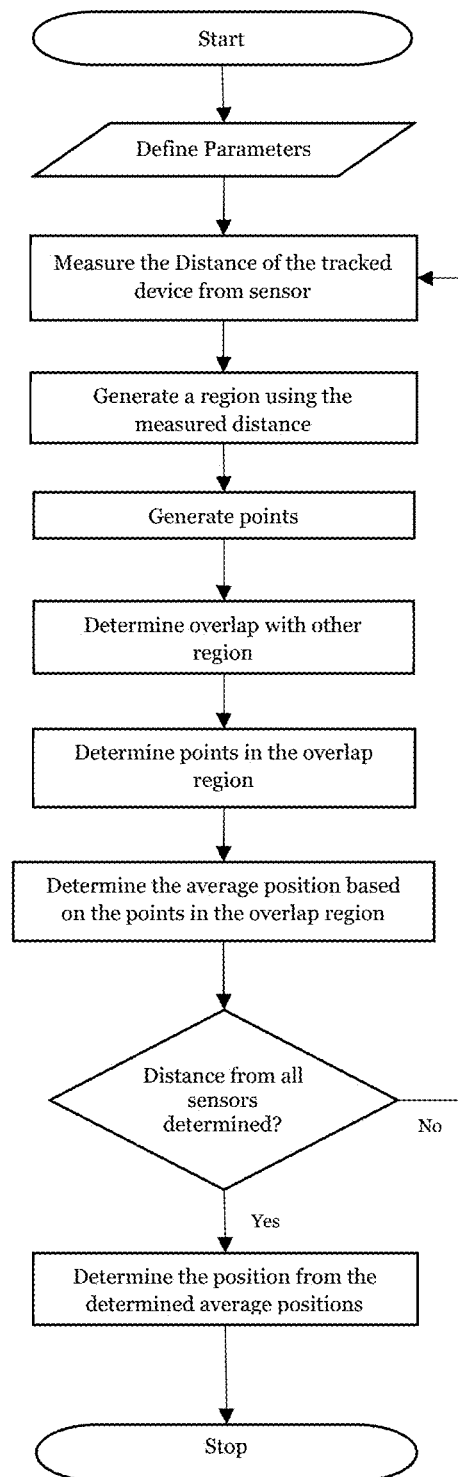 Start
Define Parameters
Measure the Distance of the tracked
device from sensor
Generate a region using the
measured distance
Generate points
Determine overlap with other
region
Determine points in the overlap
region
Determine the average position based
on the points in the overlap region
Distance from all
sensors
determined?
No
Yes
Determine the position from the
determined average positions
Stop